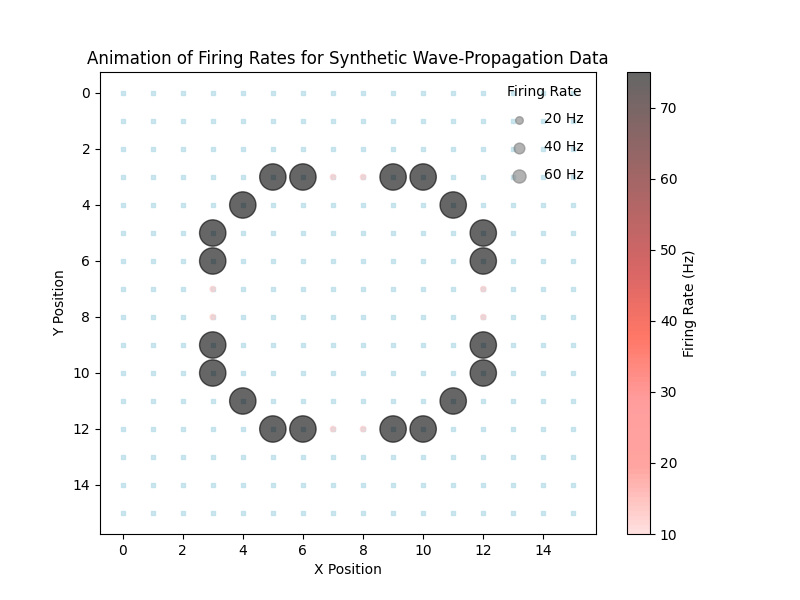 Animation of Firing Rates for Synthetic Wave-Propagation Data
Firing Rate
20 Hz
40 Hz
60 Hz
0
2
4
6
8
10
12
14
Y Position
0 2 4 6 8 10 12 14
X Position
70
60
50
40
30
20
10
Firing Rate (Hz)